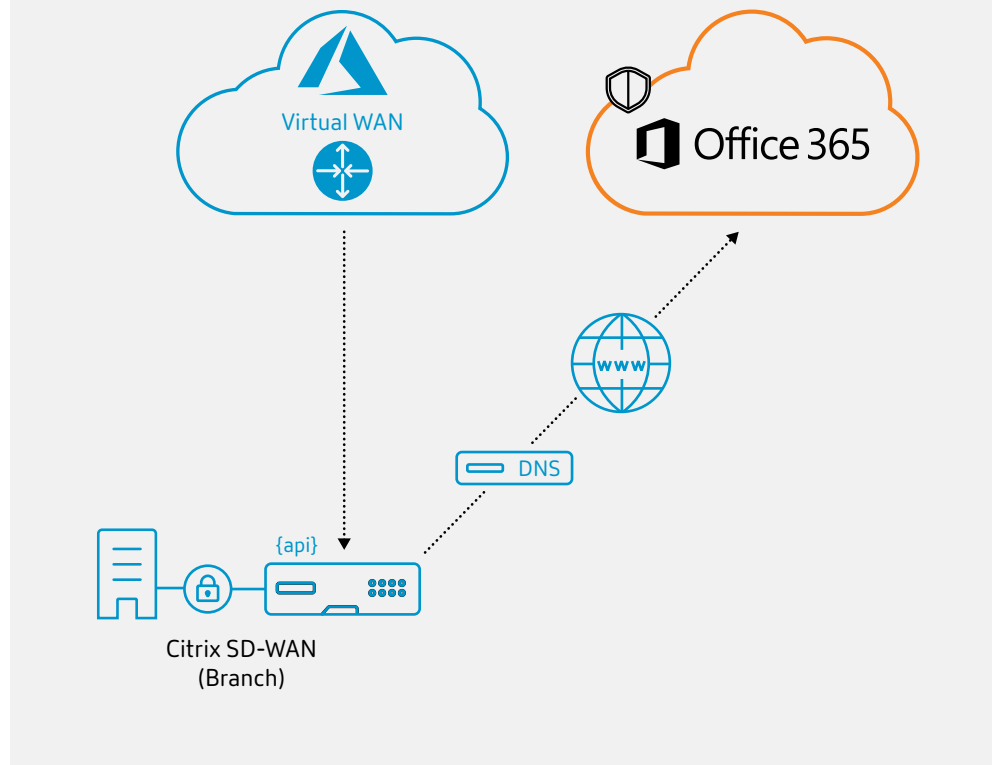 Virtual WAN
Office 365
www
DNS
{api}
Citrix SD-WAN
(Branch)